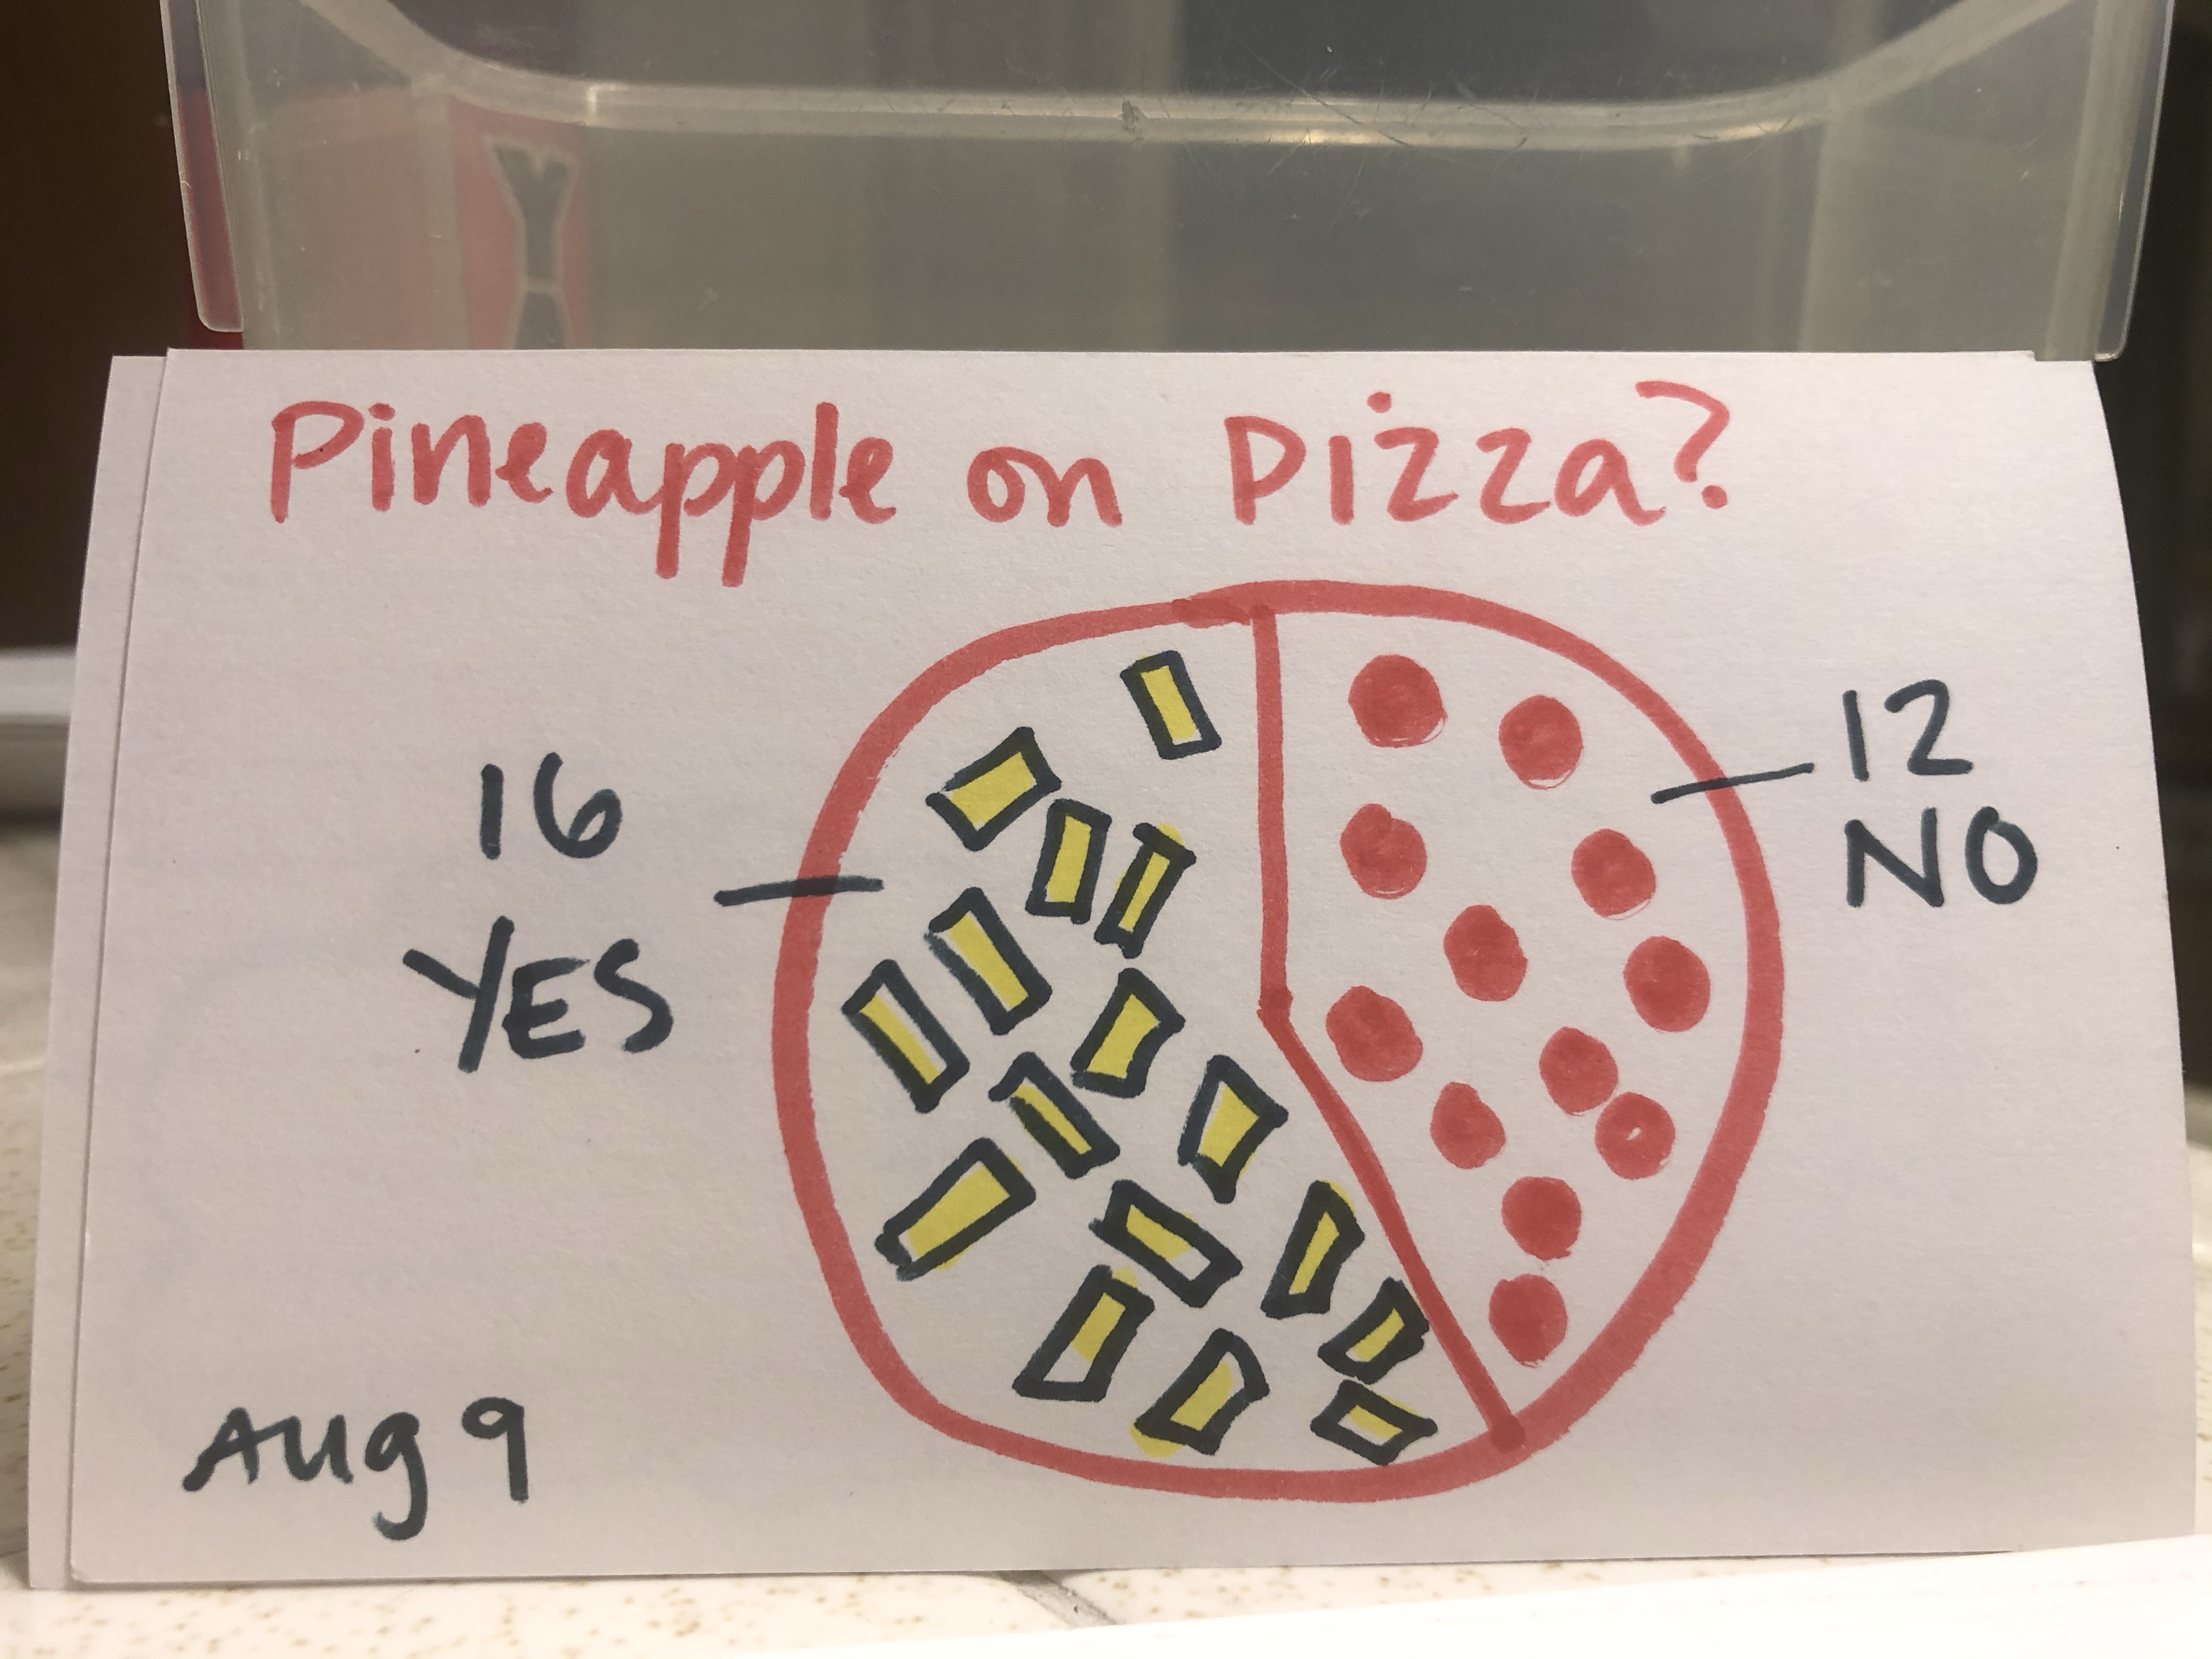 Pineapple on Pizza?
16
YES
12
NO
Aug 9